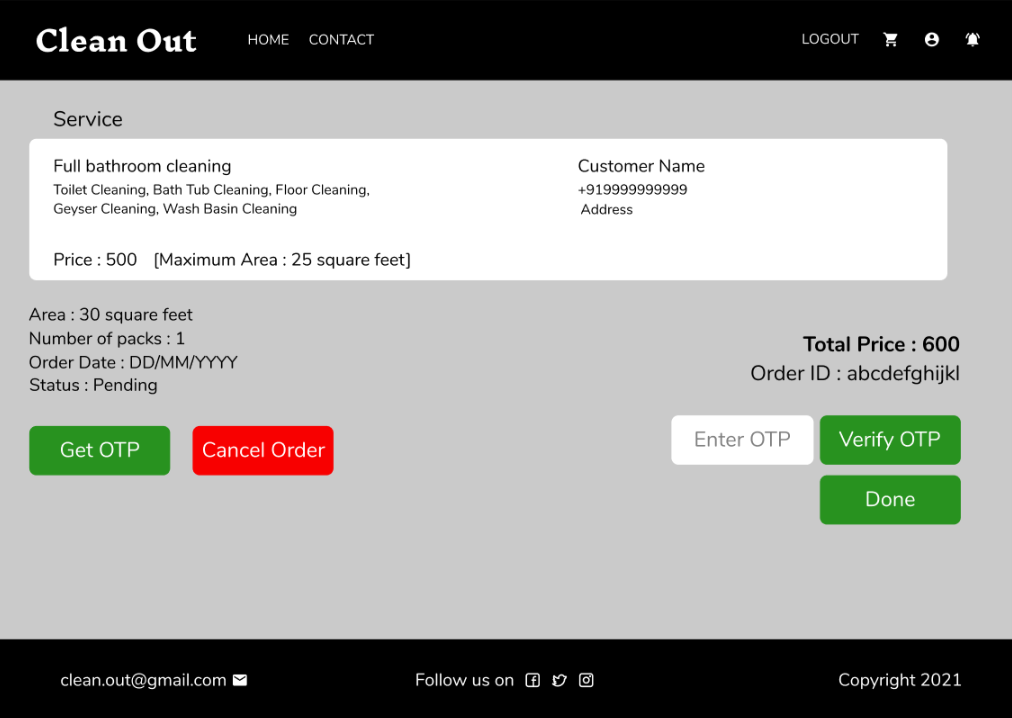 Clean Out
HOME
CONTACT
LOGOUT
Service
Full bathroom cleaning
Toilet Cleaning, Bath Tub Cleaning, Floor Cleaning,
Geyser Cleaning, Wash Basin Cleaning
Price : 500 [Maximum Area : 25 square feet]
Customer Name
+919999999999
Address
Area : 30 square feet
Number of packs : 1
Order Date : DD/MM/YYYY
Status : Pending
Total Price : 600
Order ID : abcdefghijkl
Get OTP
Cancel Order
Enter OTP
Verify OTP
Done
clean.out@gmail.com
Follow us on
Copyright 2021